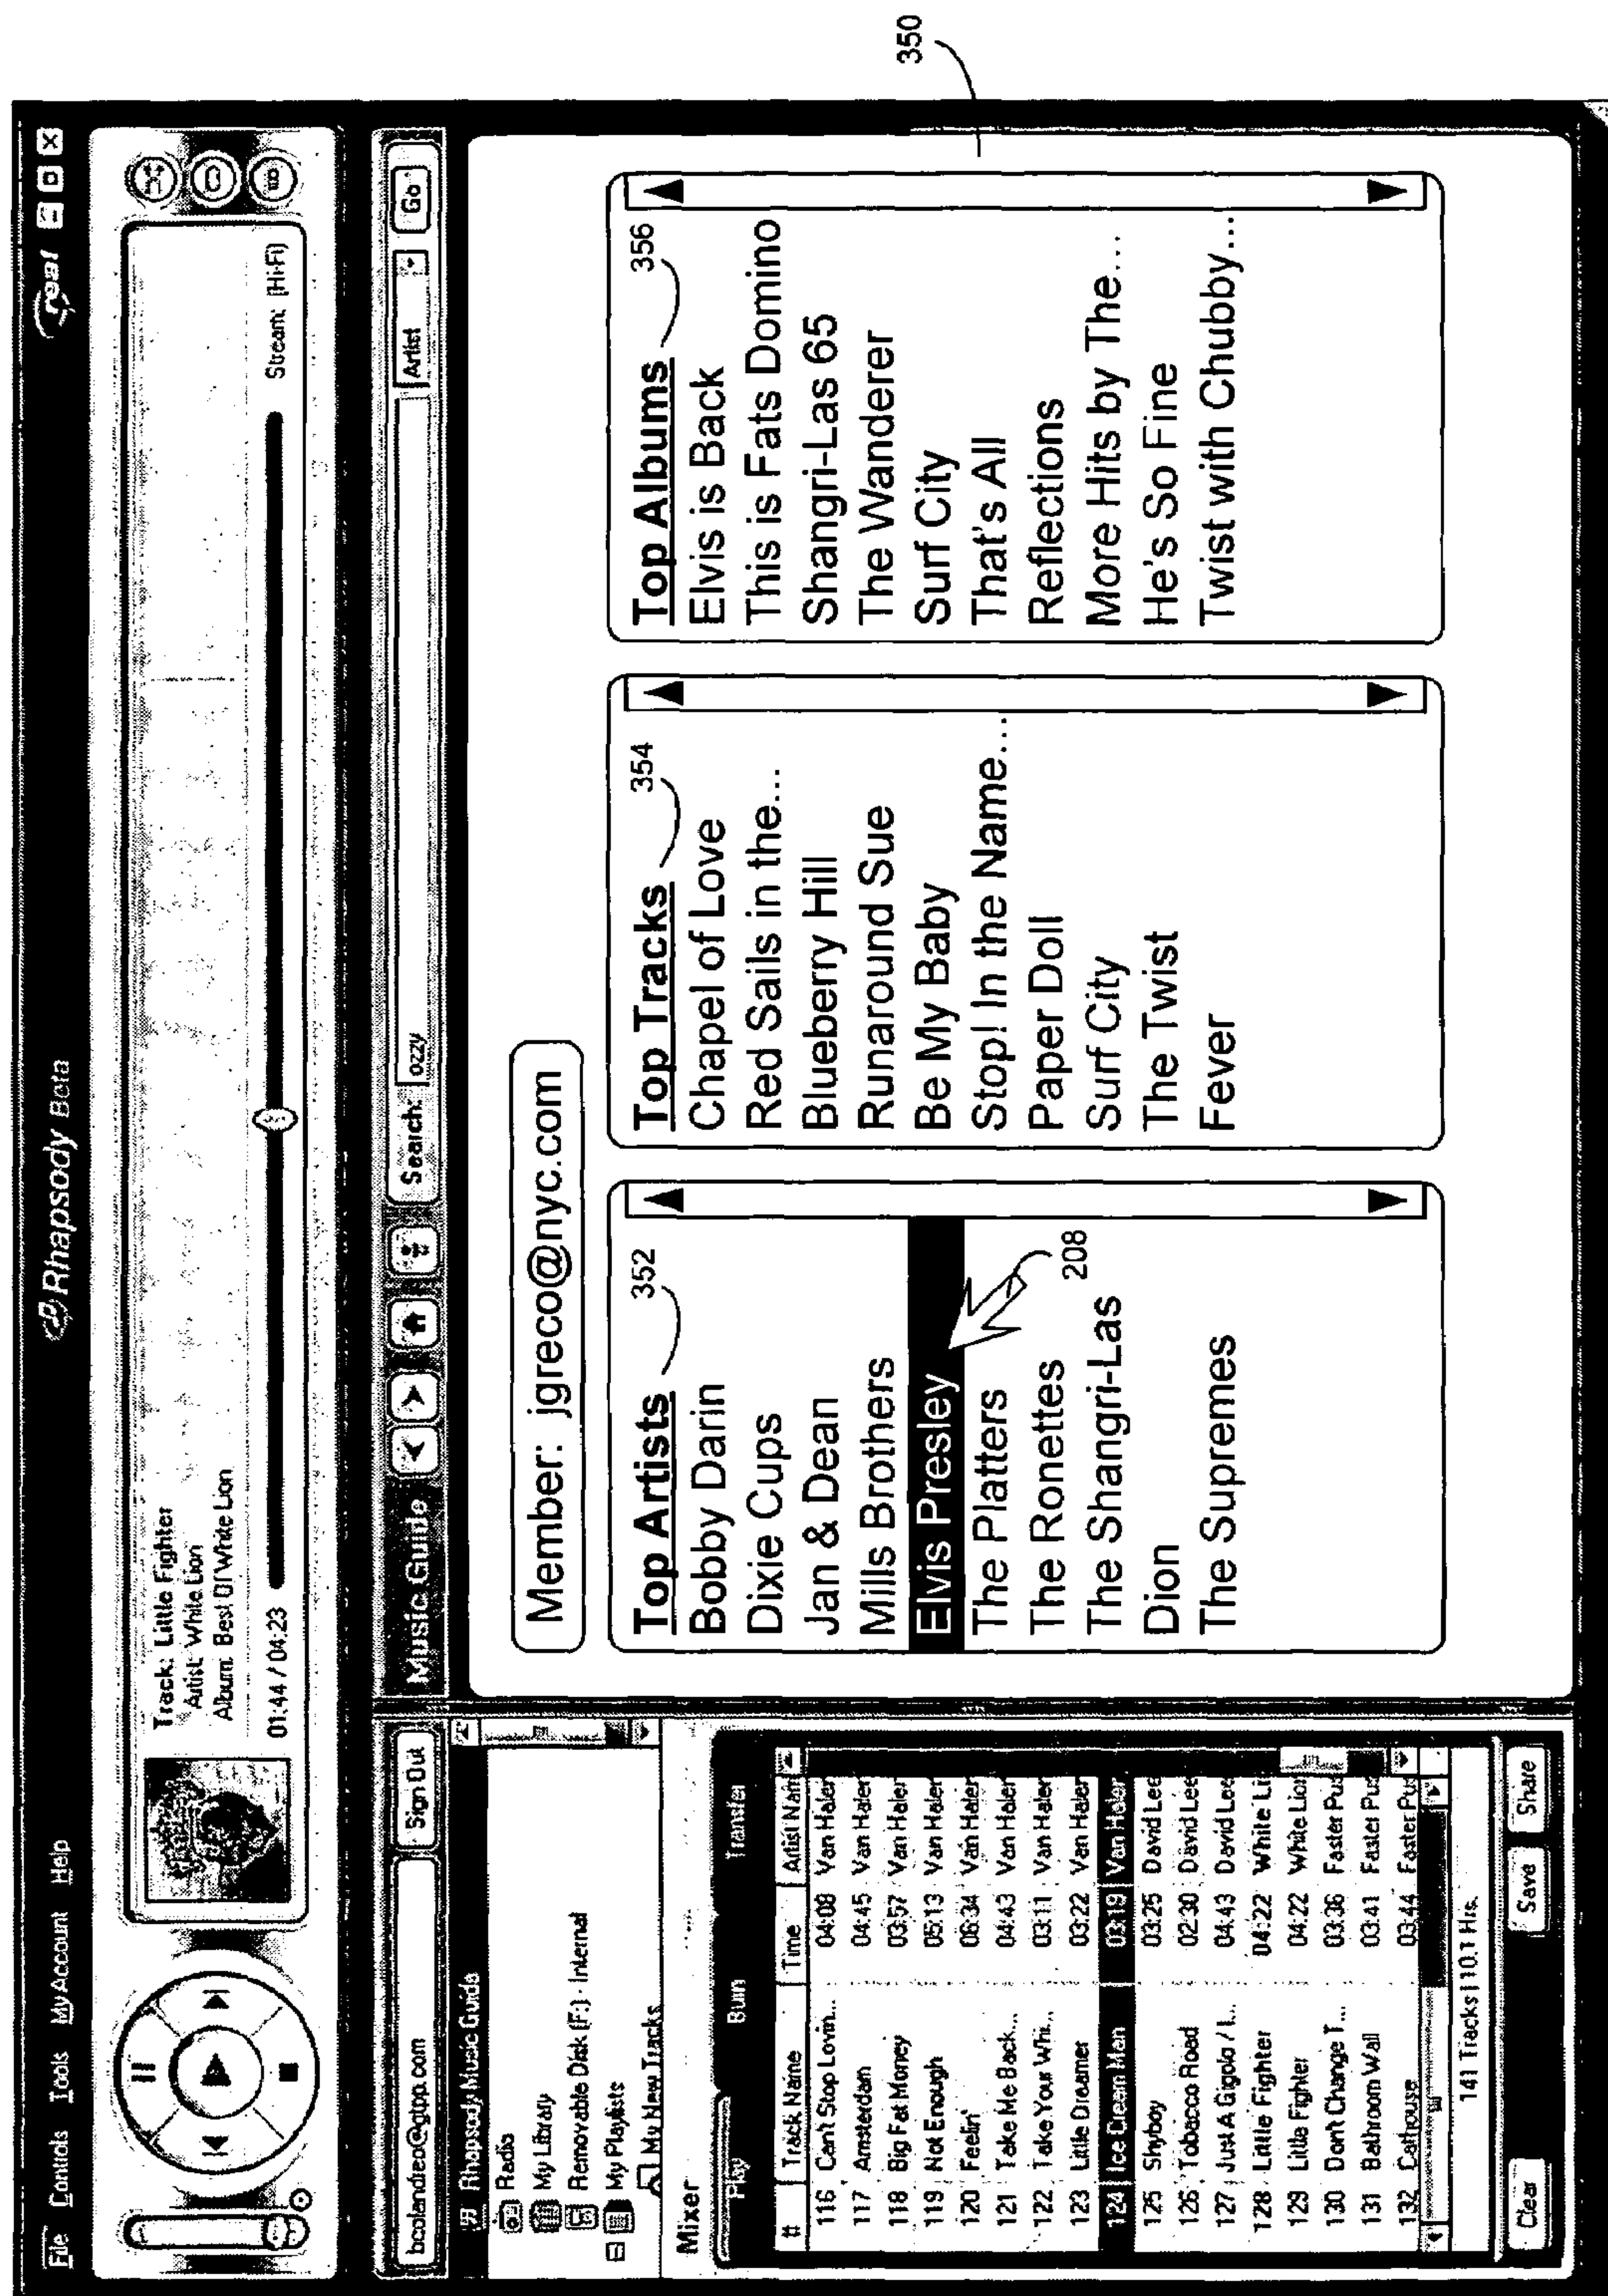 File Controls Tools My Account Help
Rhapsody Beta
real
Track: Little Fighter
Artist: White Lion
Album: Best Of White Lion
01:44 / 04:23
Stream: (Hi-Fi)
Sign Out
Music Guide
Search: ozzy
Artist
Go
Rhapsody Music Guide
Radio
My Library
Removable Disk (F:) - Internal
My Playlists
My New Tracks
Mixer
Play Burn Transfer
# Track Name Time Artist Nam
116 Can't Stop Lovin... 04:08 Van Halen
117 Amsterdam 04:45 Van Halen
118 Big Fat Money 03:57 Van Halen
119 Not Enough 05:13 Van Halen
120 Feelin' 06:34 Van Halen
121 Take Me Back... 04:43 Van Halen
122 Take Your Whi... 03:11 Van Halen
123 Little Dreamer 03:22 Van Halen
124 Ice Cream Man 03:19 Van Halen
125 Shyboy 03:25 David Lee
126 Tobacco Road 02:30 David Lee
127 Just A Gigolo / I... 04:43 David Lee
128 Little Fighter 04:22 White Li
129 Little Fighter 04:22 White Lion
130 Don't Change T... 03:36 Faster Pus
131 Bathroom Wall 03:41 Faster Pus
132 Cathouse 03:44 Faster Pus
141 Tracks | 10.1 Hrs.
Clear Save Share
Member: jgreco@nyc.com
Top Artists
352
Bobby Darin
Dixie Cups
Jan & Dean
Mills Brothers
Elvis Presley
The Platters
The Ronettes
The Shangri-Las
Dion
The Supremes
208
Top Tracks
354
Chapel of Love
Red Sails in the...
Blueberry Hill
Runaround Sue
Be My Baby
Stop! In the Name...
Paper Doll
Surf City
The Twist
Fever
Top Albums
356
Elvis is Back
This is Fats Domino
Shangri-Las 65
The Wanderer
Surf City
That's All
Reflections
More Hits by The...
He's So Fine
Twist with Chubby...
350